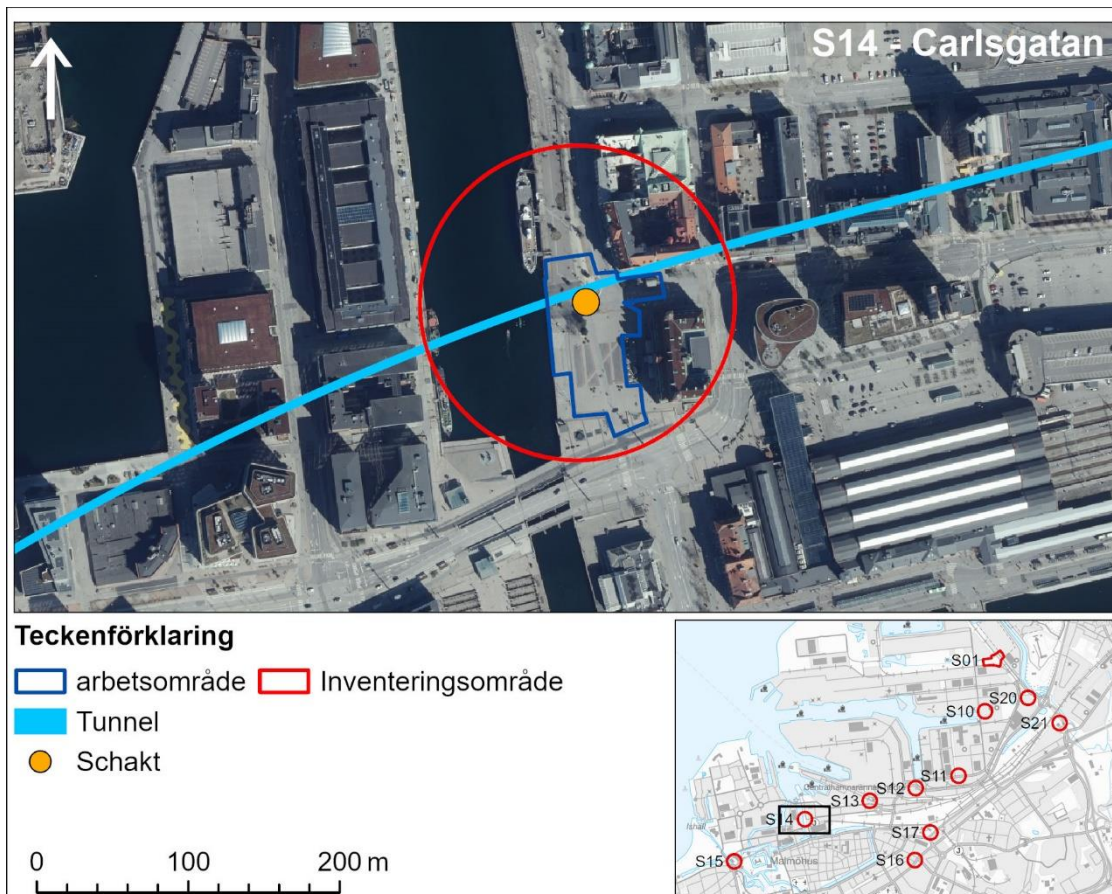 S14 - Carlsgatan
Teckenförklaring
arbetsområde Inventeringsområde
Tunnel
Schakt
0 100 200 m
S01
S20
S10
S21
S11
S12
S13
S14
S17
S15
Malmöhus
S16